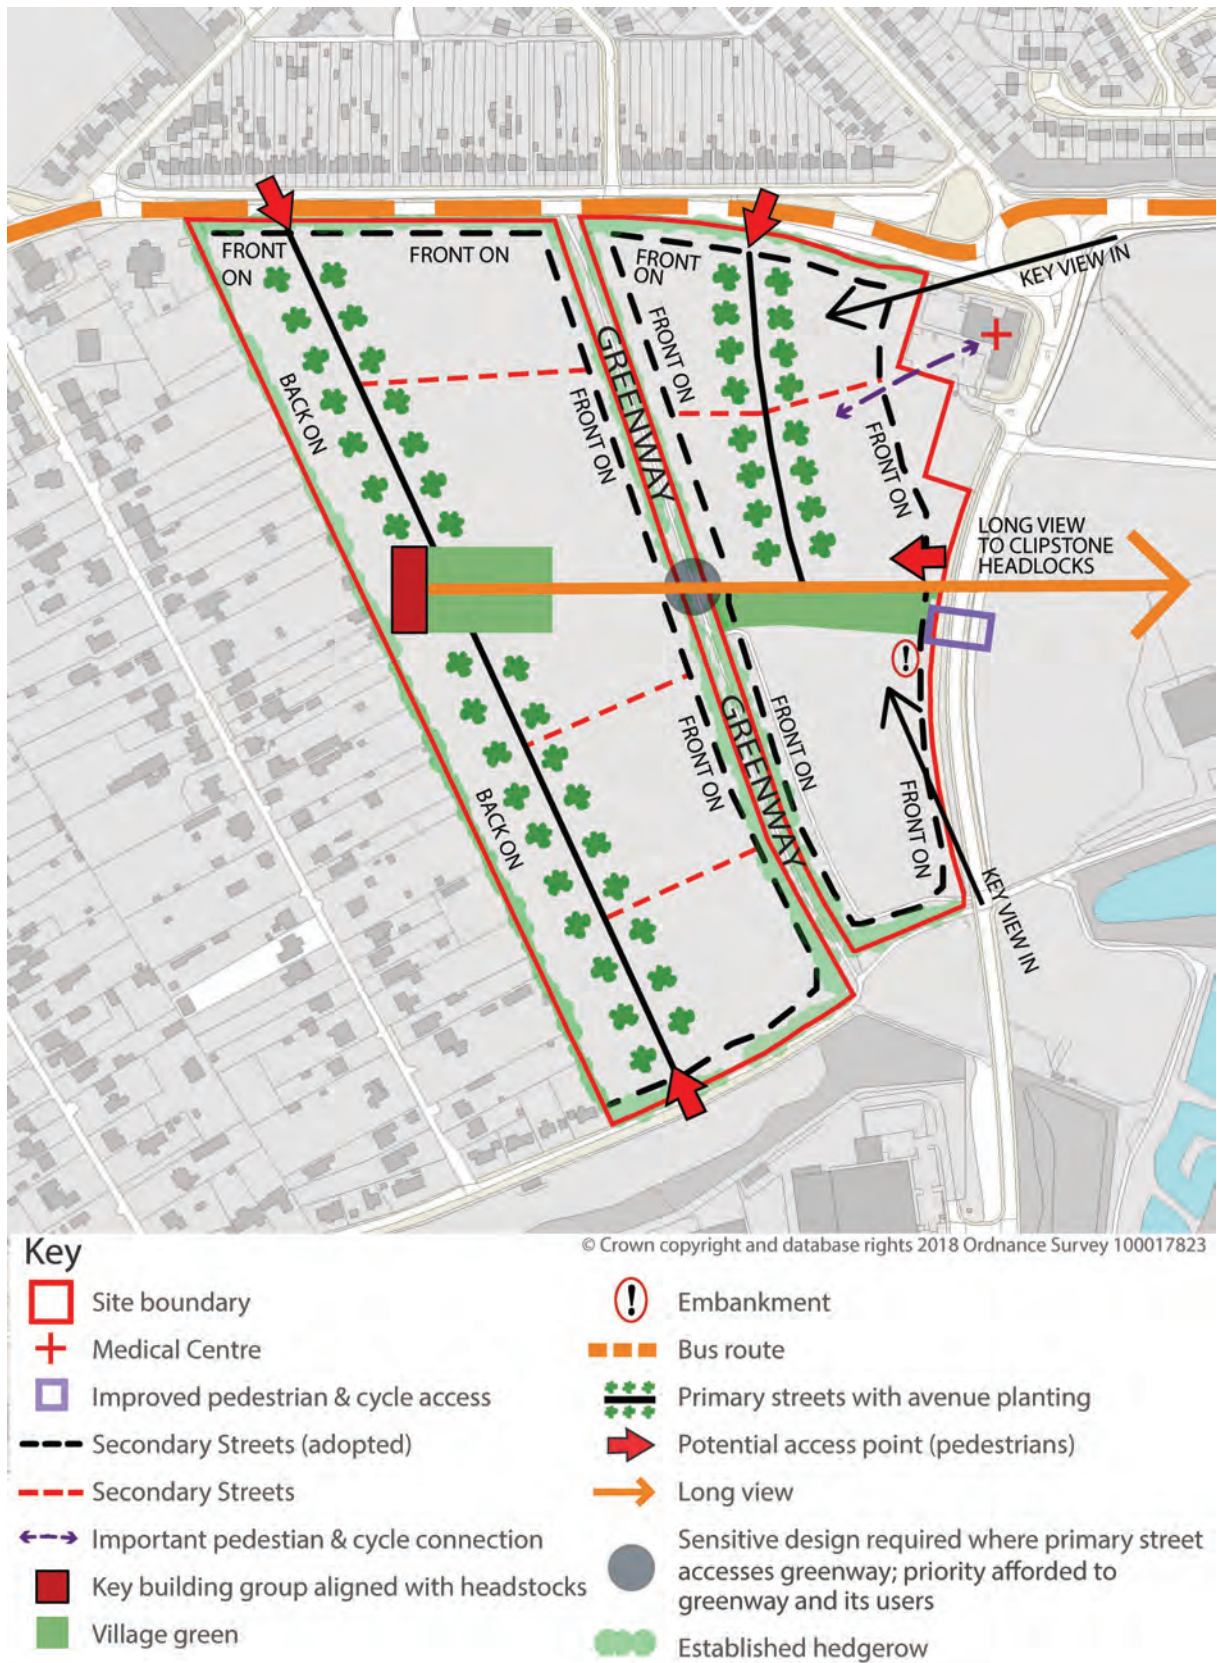 FRONT
ON
FRONT ON
FRONT
ON
KEY VIEW IN
GREENWAY
FRONT ON
BACK ON
FRONT ON
FRONT ON
LONG VIEW
TO CLIPSTONE
HEADLOCKS
!
GREENWAY
FRONT ON
FRONT ON
BACK ON
FRONT ON
KEY VIEW IN
Key
© Crown copyright and database rights 2018 Ordnance Survey 100017823
Site boundary
Medical Centre
Improved pedestrian & cycle access
Secondary Streets (adopted)
Secondary Streets
Important pedestian & cycle connection
Key building group aligned with headstocks
Village green
!
Embankment
Bus route
Primary streets with avenue planting
Potential access point (pedestrians)
Long view
Sensitive design required where primary street
accesses greenway; priority afforded to
greenway and its users
Established hedgerow